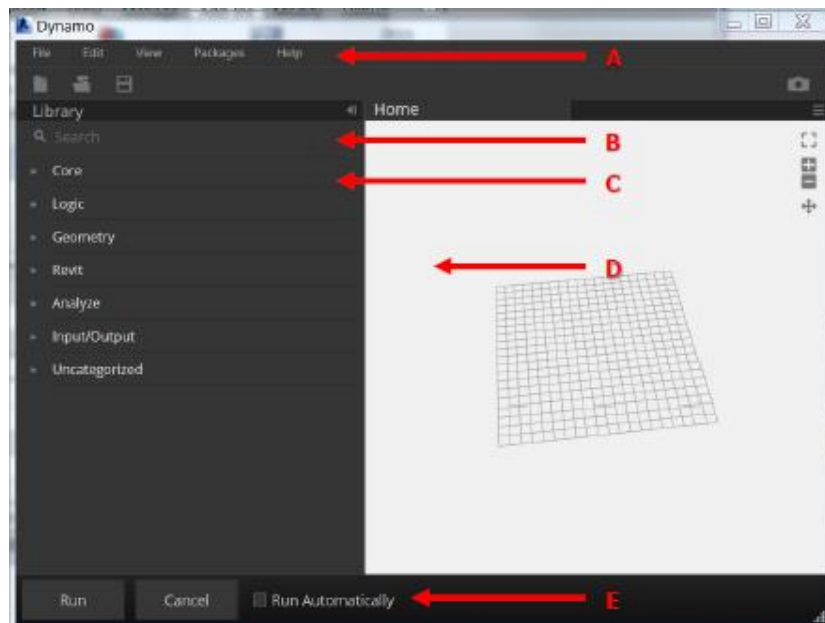 Dynamo
File Edit View Packages Help A
Library Home
Search B
Core C
Logic
Geometry D
Revit
Analyze
Input/Output
Uncategorized
Run Cancel Run Automatically E